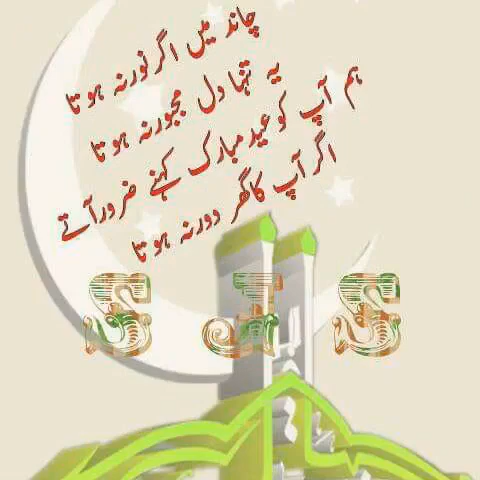 چاند میں اگر نور نہ ہوتا
یہ تنہا دل مجبور نہ ہوتا
ہم آپ کو عید مبارک کہنے ضرور آتے
اگر آپ کا گھر دور نہ ہوتا
S J S